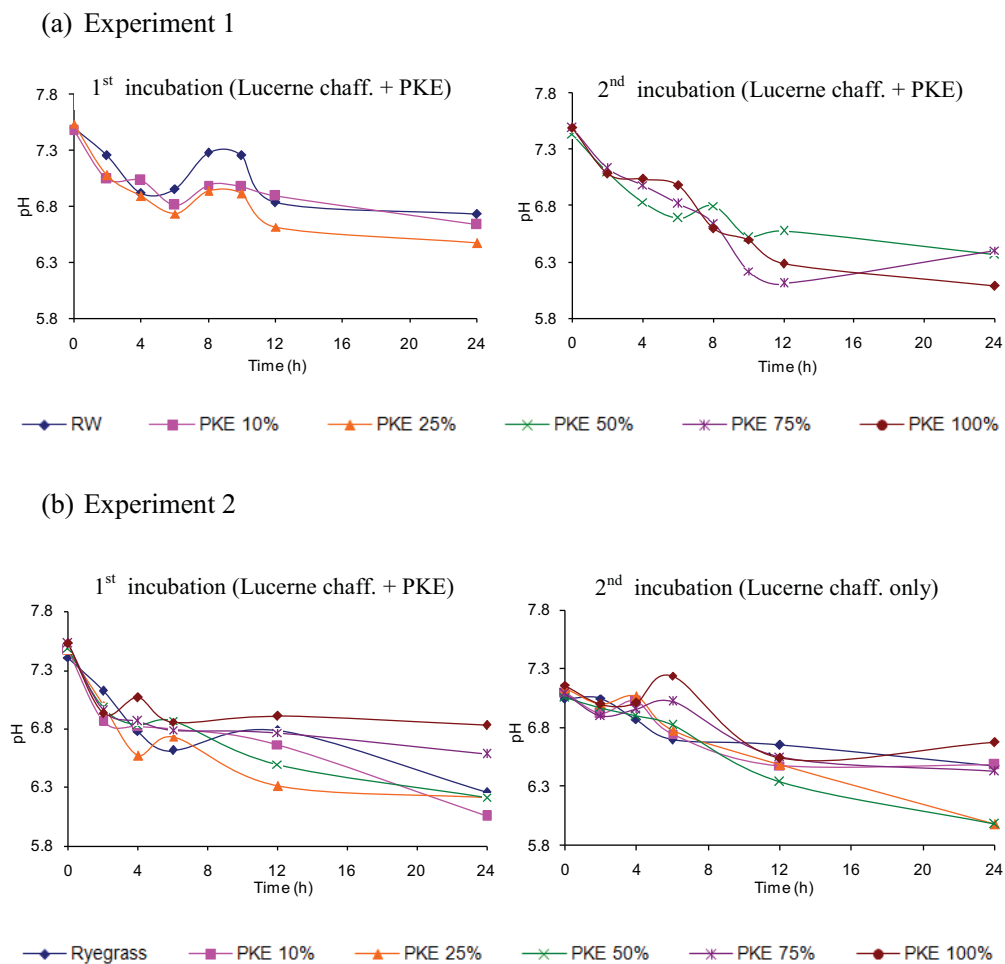 (a) Experiment 1
1st incubation (Lucerne chaff. + PKE)
7.8
7.3
6.8
6.3
5.8
pH
0 4 8 12 16 20 24
Time (h)
2nd incubation (Lucerne chaff. + PKE)
7.8
7.3
6.8
6.3
5.8
pH
0 4 8 12 16 20 24
Time (h)
RW PKE 10% PKE 25% PKE 50% PKE 75% PKE 100%
(b) Experiment 2
1st incubation (Lucerne chaff. + PKE)
7.8
7.3
6.8
6.3
5.8
pH
0 4 8 12 16 20 24
Time (h)
2nd incubation (Lucerne chaff. only)
7.8
7.3
6.8
6.3
5.8
pH
0 4 8 12 16 20 24
Time (h)
Ryegrass PKE 10% PKE 25% PKE 50% PKE 75% PKE 100%